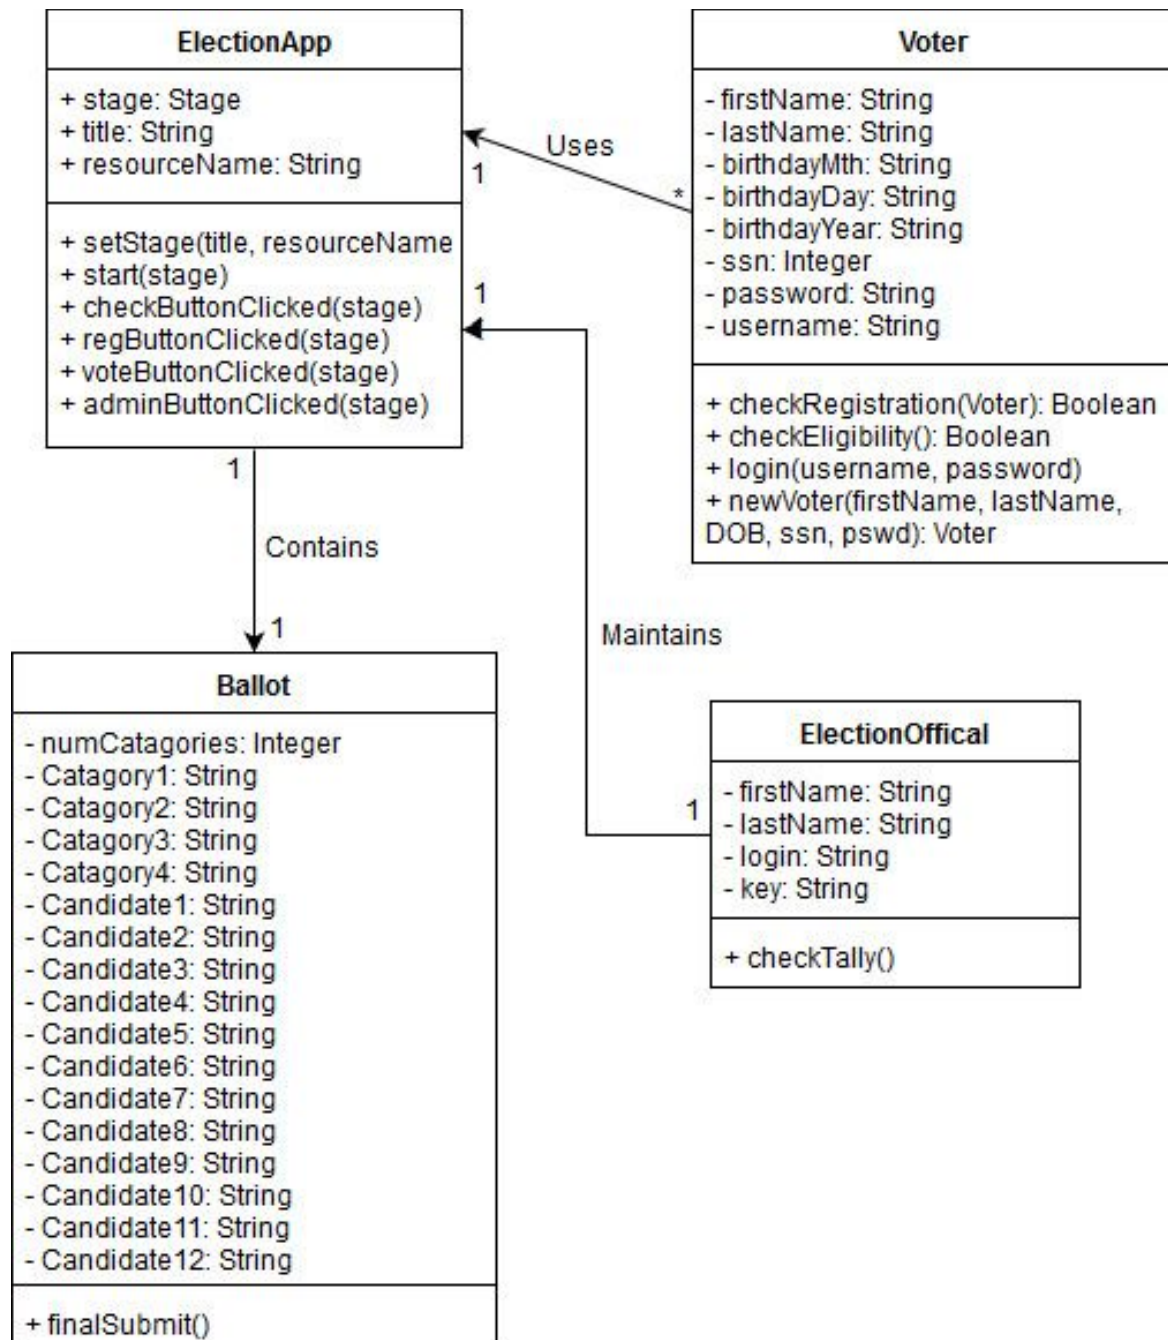 ElectionApp
+ stage: Stage
+ title: String
+ resourceName: String
+ setStage(title, resourceName
+ start(stage)
+ checkButtonClicked(stage)
+ regButtonClicked(stage)
+ voteButtonClicked(stage)
+ adminButtonClicked(stage)
Uses
1
*
Voter
- firstName: String
- lastName: String
- birthdayMth: String
- birthdayDay: String
- birthdayYear: String
- ssn: Integer
- password: String
- username: String
+ checkRegistration(Voter): Boolean
+ checkEligibility(): Boolean
+ login(username, password)
+ newVoter(firstName, lastName,
DOB, ssn, pswd): Voter
1
Maintains
1
1
Contains
1
Ballot
- numCatagories: Integer
- Catagory1: String
- Catagory2: String
- Catagory3: String
- Catagory4: String
- Candidate1: String
- Candidate2: String
- Candidate3: String
- Candidate4: String
- Candidate5: String
- Candidate6: String
- Candidate7: String
- Candidate8: String
- Candidate9: String
- Candidate10: String
- Candidate11: String
- Candidate12: String
+ finalSubmit()
ElectionOffical
- firstName: String
- lastName: String
- login: String
- key: String
+ checkTally()